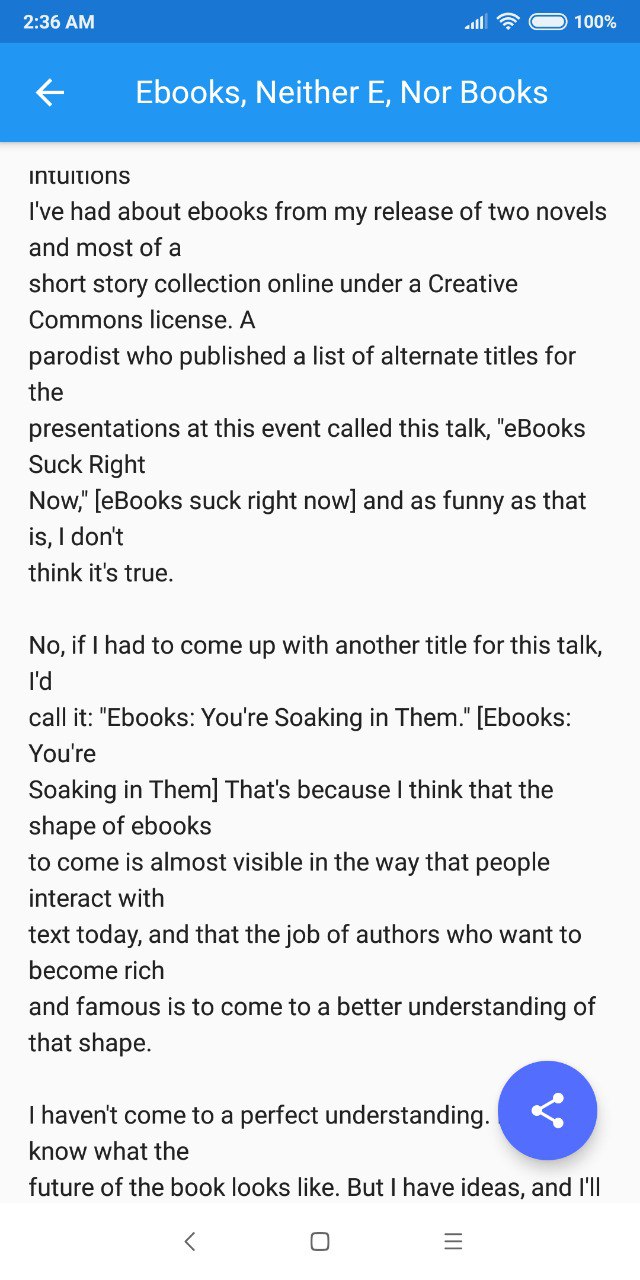 2:36 AM
100%
Ebooks, Neither E, Nor Books
intuitions
I've had about ebooks from my release of two novels
and most of a
short story collection online under a Creative
Commons license. A
parodist who published a list of alternate titles for
the
presentations at this event called this talk, "eBooks
Suck Right
Now," [eBooks suck right now] and as funny as that
is, I don't
think it's true.
No, if I had to come up with another title for this talk,
I'd
call it: "Ebooks: You're Soaking in Them." [Ebooks:
You're
Soaking in Them] That's because I think that the
shape of ebooks
to come is almost visible in the way that people
interact with
text today, and that the job of authors who want to
become rich
and famous is to come to a better understanding of
that shape.
I haven't come to a perfect understanding.
know what the
future of the book looks like. But I have ideas, and I'll